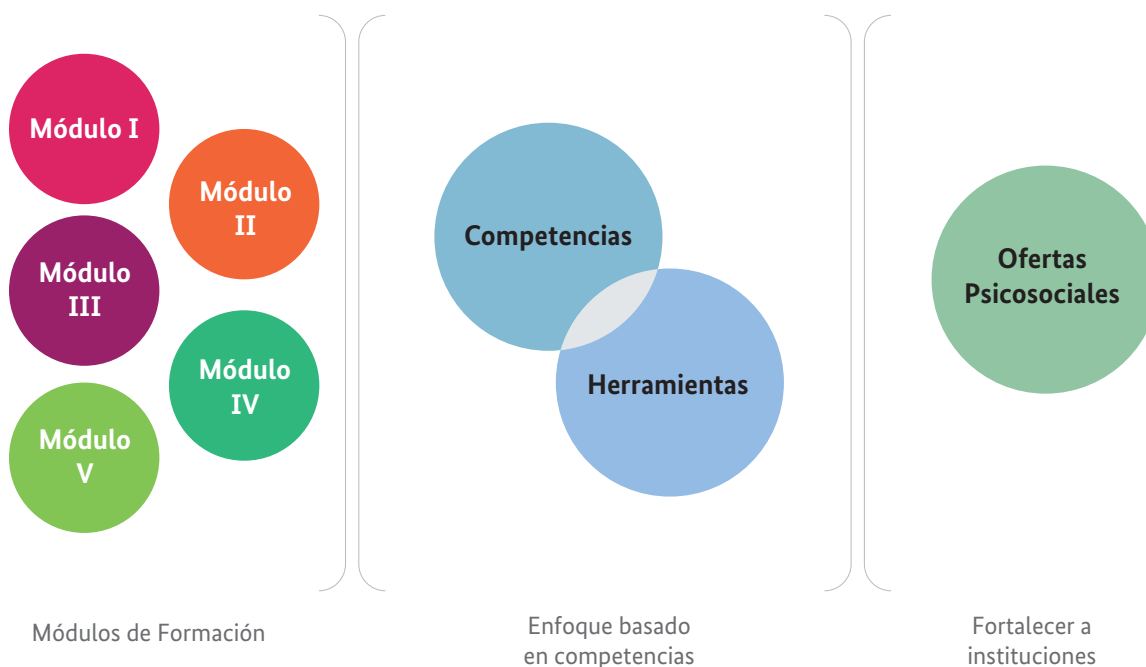 Módulo I
Módulo
II
Módulo
III
Módulo
IV
Módulo
V
Módulos de Formación
Competencias
Herramientas
Enfoque basado
en competencias
Ofertas
Psicosociales
Fortalecer a
instituciones